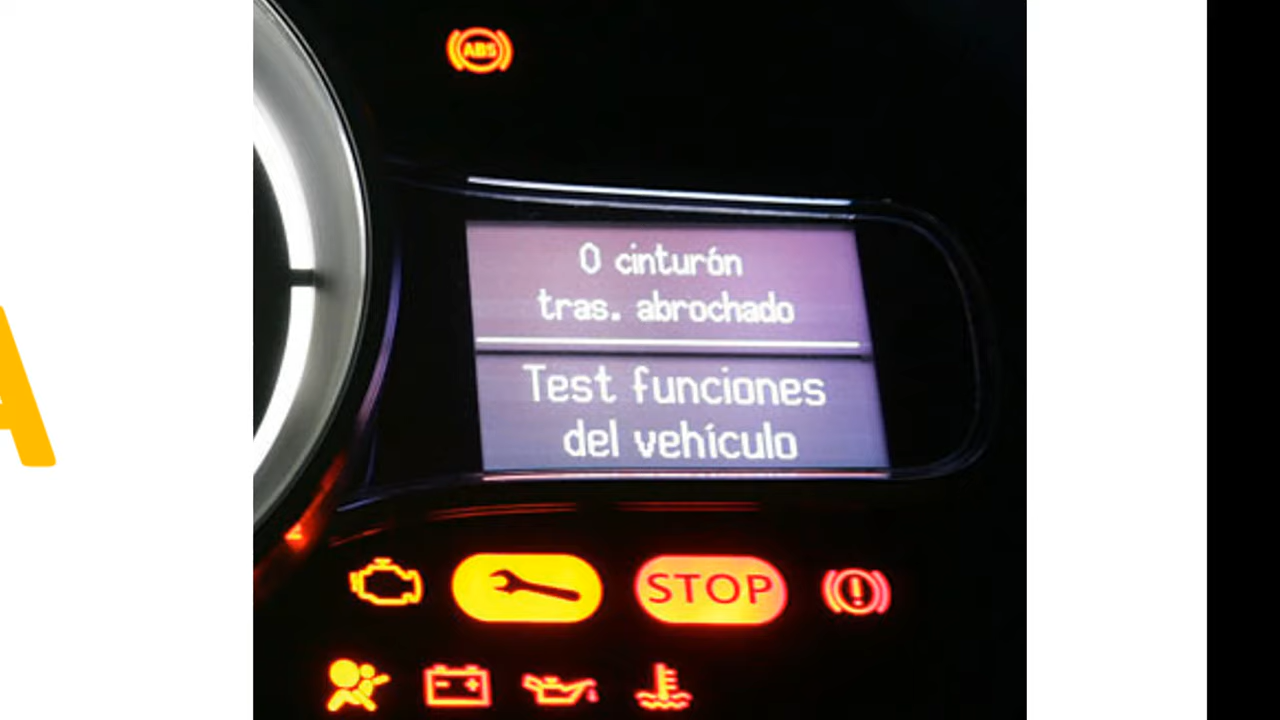 A
ABS
0 cinturón
tras. abrochado
Test funciones
del vehículo
STOP